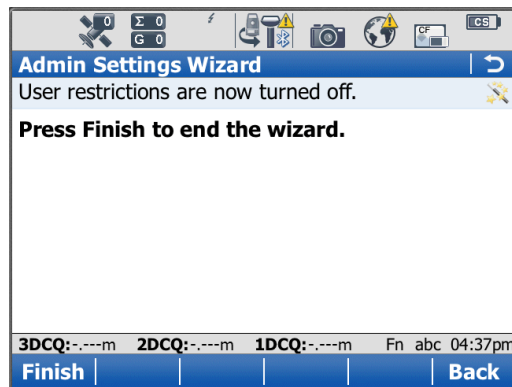 0 Σ 0 CF CS
G 0
Admin Settings Wizard
User restrictions are now turned off.
Press Finish to end the wizard.
3DCQ:-.---m 2DCQ:-.---m 1DCQ:-.---m Fn abc 04:37pm
Finish Back